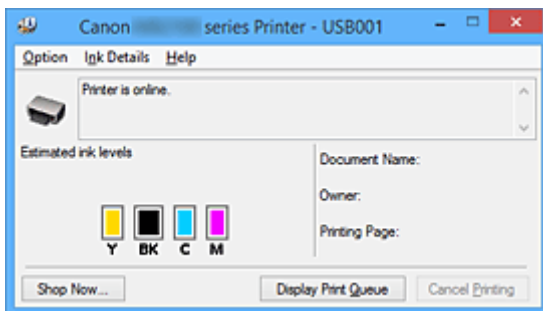 Canon series Printer - USB001
Option Ink Details Help
Printer is online.
Estimated ink levels
Document Name:
Owner:
Printing Page:
Y BK C M
Shop Now... Display Print Queue Cancel Printing